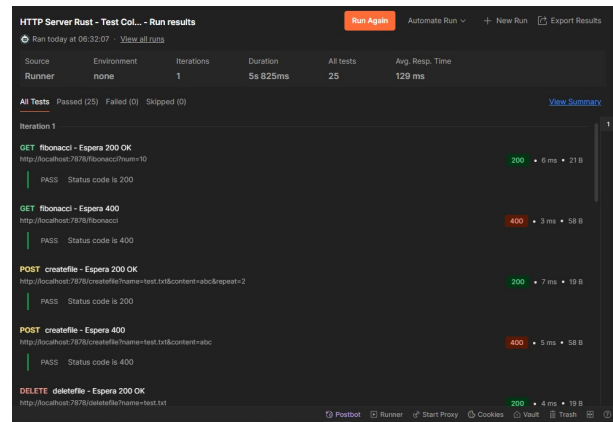 HTTP Server Rust - Test Col... - Run results
Run Again
Automate Run
New Run
Export Results
Ran today at 06:32:07 · View all runs
Source Environment Iterations Duration All tests Avg. Resp. Time
Runner none 1 5s 825ms 25 129 ms
All Tests Passed (25) Failed (0) Skipped (0) View Summary
Iteration 1
1
GET fibonacci - Espera 200 OK
http://localhost:7878/fibonacci?num=10 200 • 6 ms • 21 B
PASS Status code is 200
GET fibonacci - Espera 400
http://localhost:7878/fibonacci 400 • 3 ms • 58 B
PASS Status code is 400
POST createfile - Espera 200 OK
http://localhost:7878/createfile?name=test.txt&content=abc&repeat=2 200 • 7 ms • 19 B
PASS Status code is 200
POST createfile - Espera 400
http://localhost:7878/createfile?name=test.txt&content=abc 400 • 5 ms • 58 B
PASS Status code is 400
DELETE deletefile - Espera 200 OK
http://localhost:7878/deletefile?name=test.txt 200 • 4 ms • 19 B
Postbot Runner Start Proxy Cookies Vault Trash